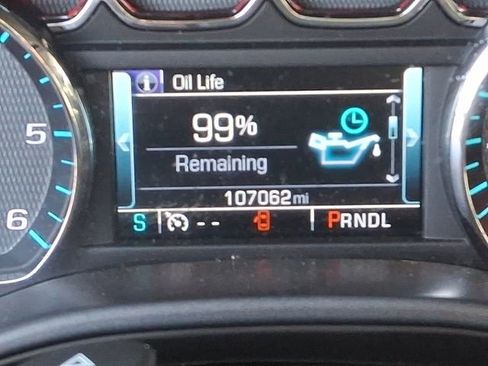 Oil Life
99%
Remaining
107062mi
S -- PRNDL
5
6